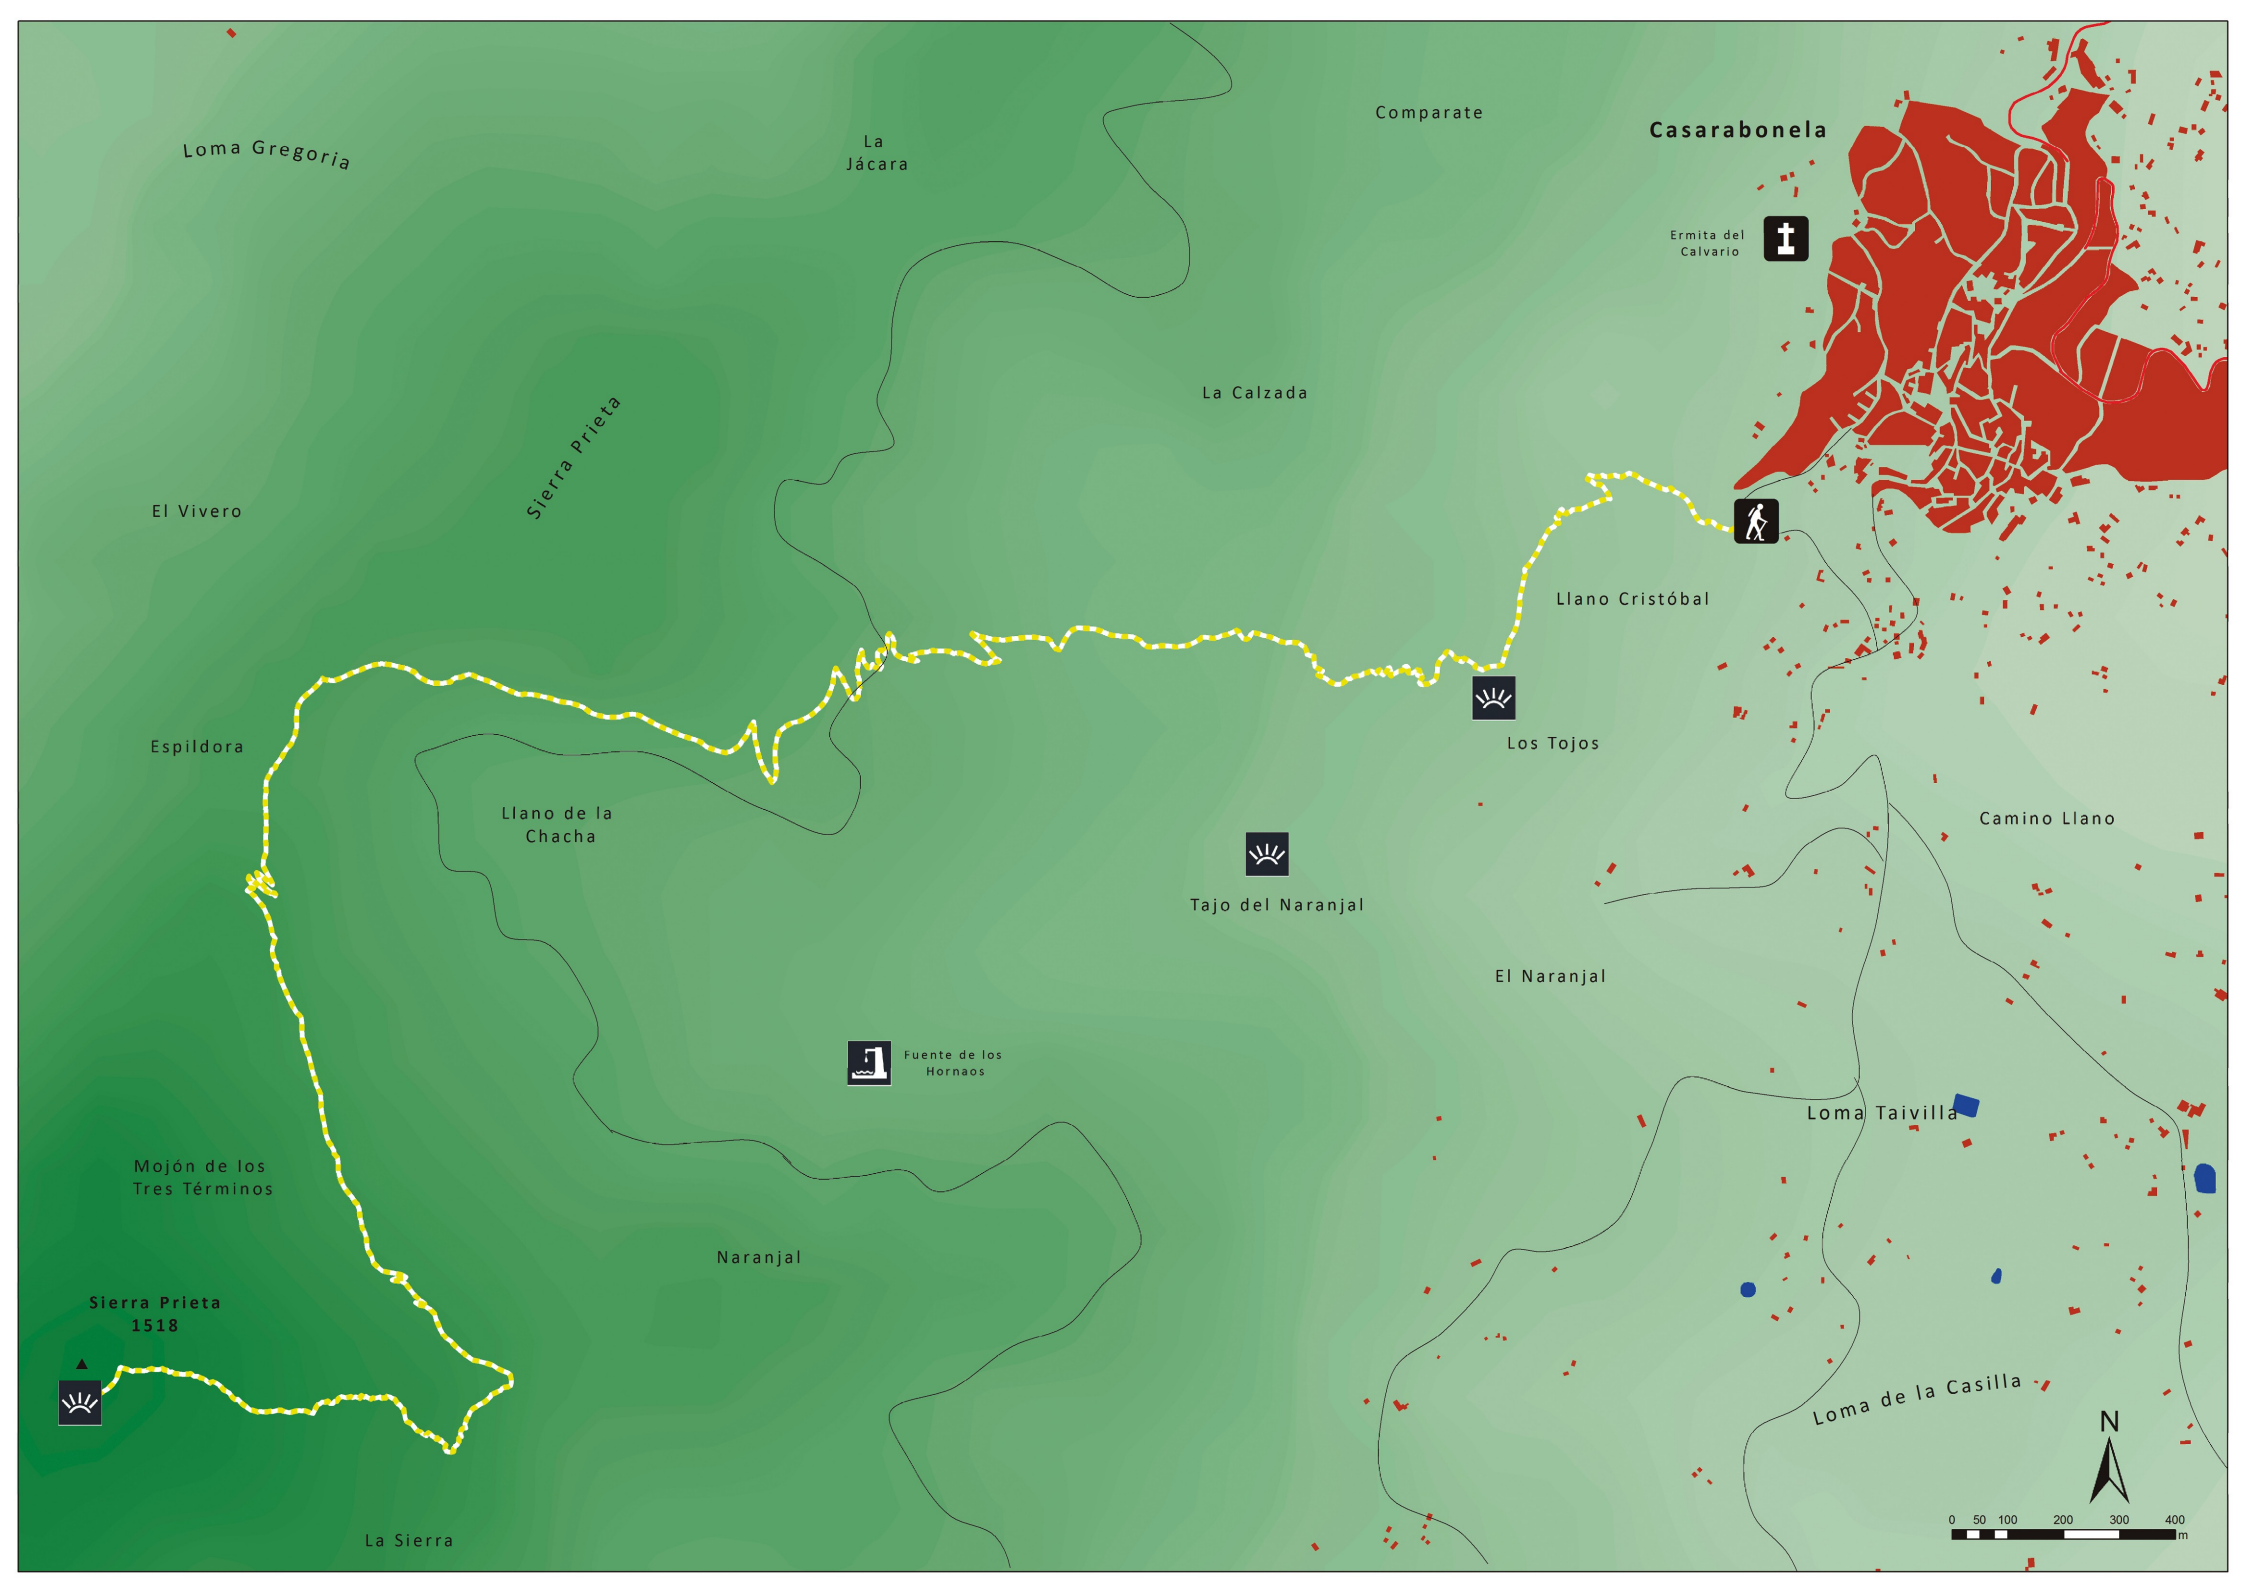 Comparate
Casarabonela
La
Jácara
Loma Gregoria
Ermita del
Calvario
La Calzada
Sierra Prieta
El Vivero
Llano Cristóbal
Espildora
Los Tojos
Llano de la
Chacha
Camino Llano
Tajo del Naranjal
El Naranjal
Fuente de los
Hornaos
Loma Taivilla
Mojón de los
Tres Términos
Naranjal
Sierra Prieta
1518
Loma de la Casilla
N
0 50 100 200 300 400
m
La Sierra